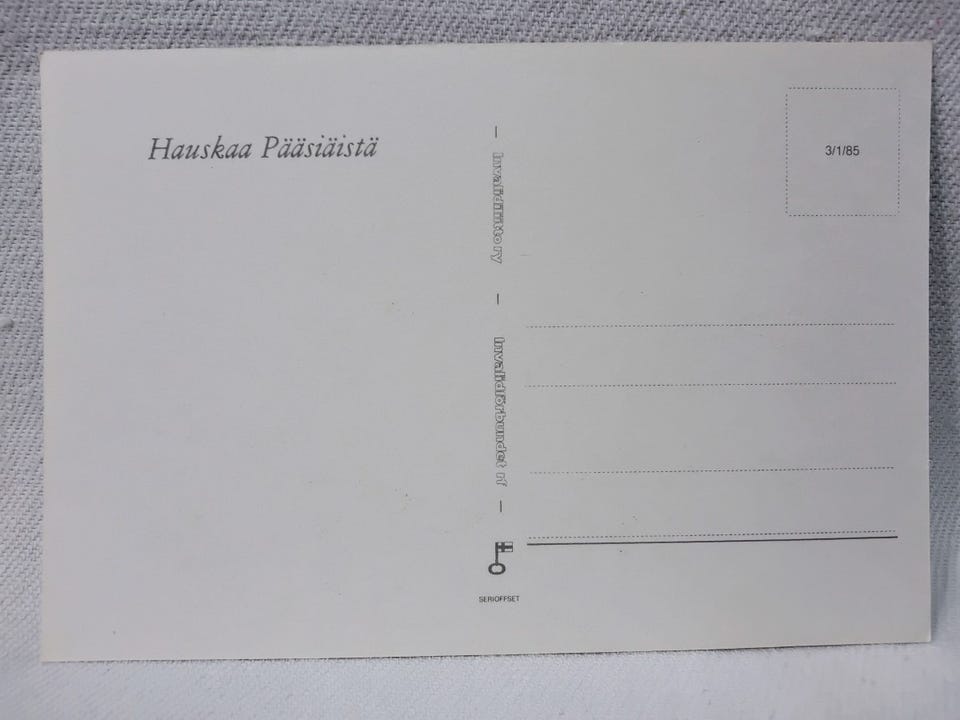 Hauskaa Pääsiäistä
– Invalidiliitto ry – Invalidförbundet rf –
3/1/85
SERIOFFSET